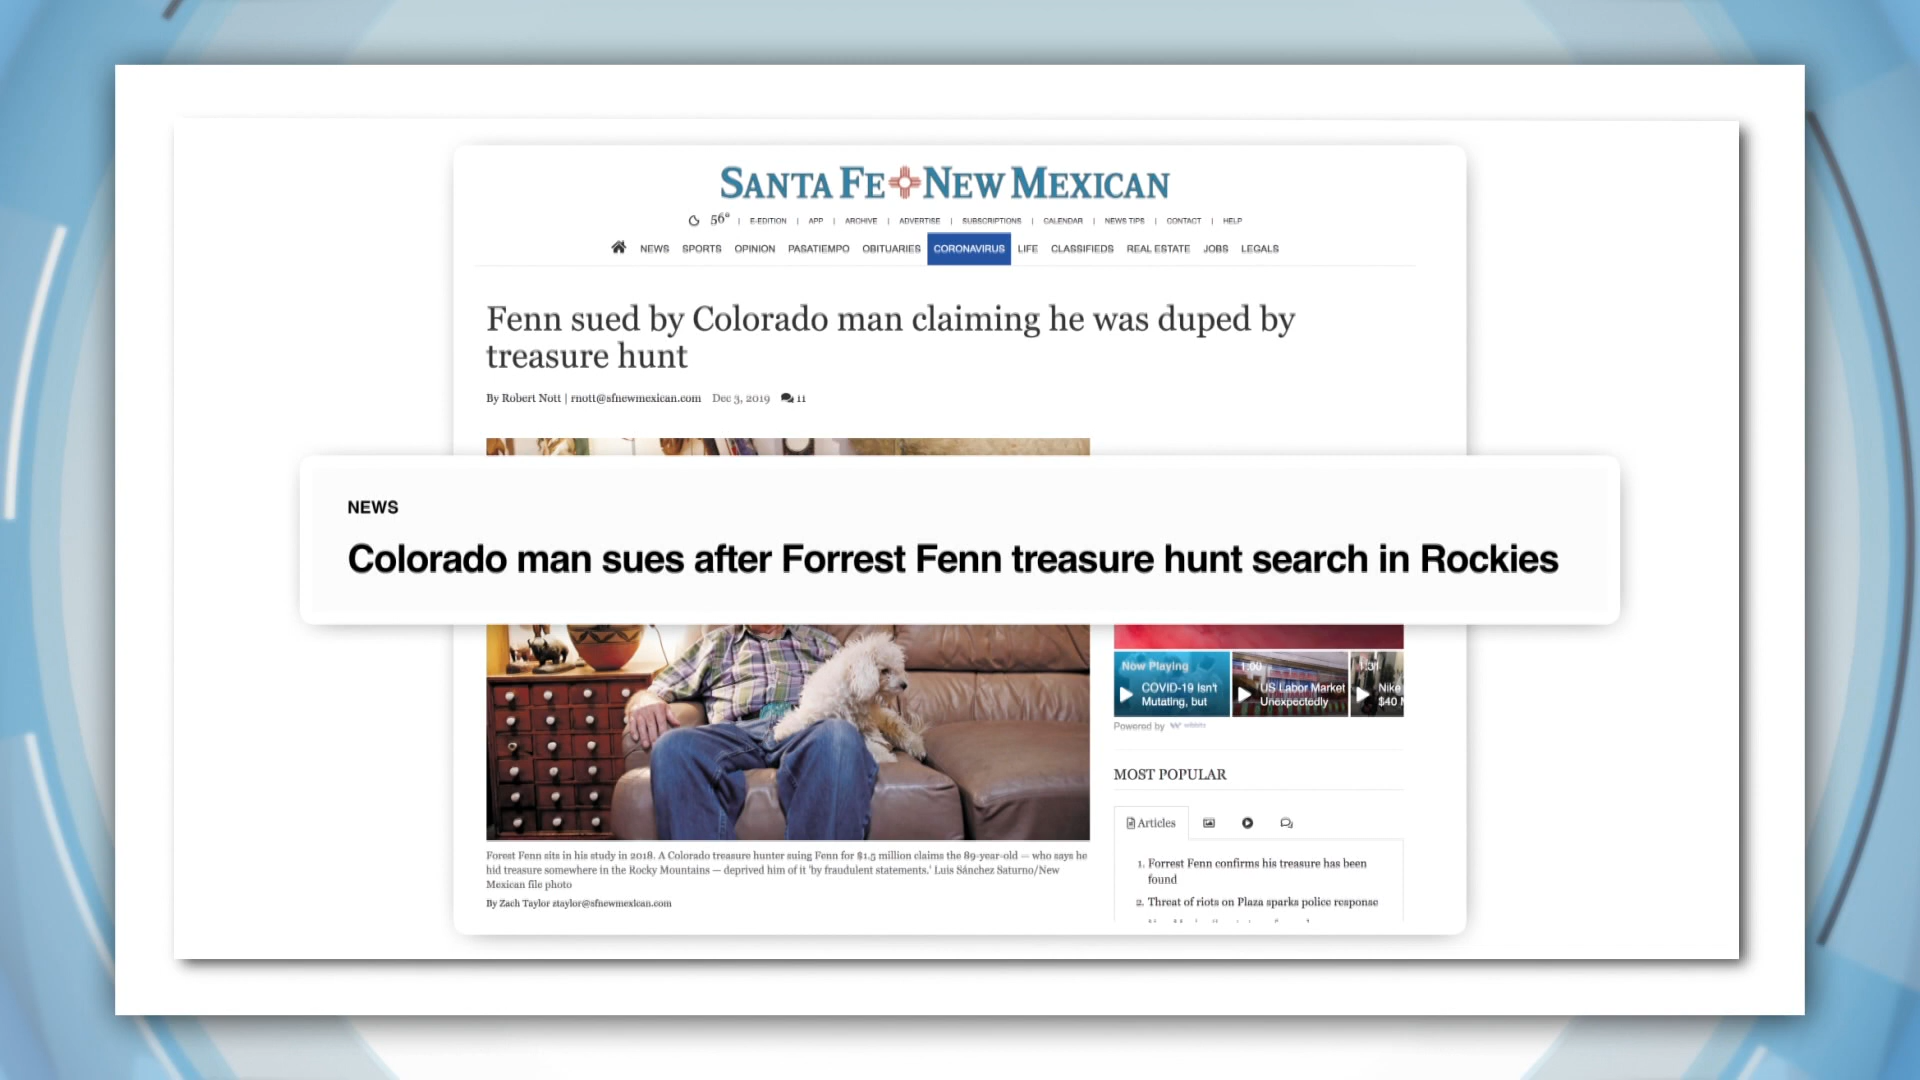 SANTA FE NEW MEXICAN
56° | E-EDITION | APP | ARCHIVE | ADVERTISE | SUBSCRIPTIONS | CALENDAR | NEWS TIPS | CONTACT | HELP
NEWS SPORTS OPINION PASATIEMPO OBITUARIES CORONAVIRUS LIFE CLASSIFIEDS REAL ESTATE JOBS LEGALS
Fenn sued by Colorado man claiming he was duped by
treasure hunt
By Robert Nott | rnott@sfnewmexican.com Dec 3, 2019 11
NEWS
Colorado man sues after Forrest Fenn treasure hunt search in Rockies
Now Playing
COVID-19 Isn't
Mutating, but
1:00
US Labor Market
Unexpectedly
1:31
Nike
$40
Powered by
MOST POPULAR
Articles
1. Forrest Fenn confirms his treasure has been
found
2. Threat of riots on Plaza sparks police response
Forest Fenn sits in his study in 2018. A Colorado treasure hunter suing Fenn for $1.5 million claims the 89-year-old — who says he
hid treasure somewhere in the Rocky Mountains — deprived him of it 'by fraudulent statements.' Luis Sánchez Saturno/New
Mexican file photo
By Zach Taylor ztaylor@sfnewmexican.com